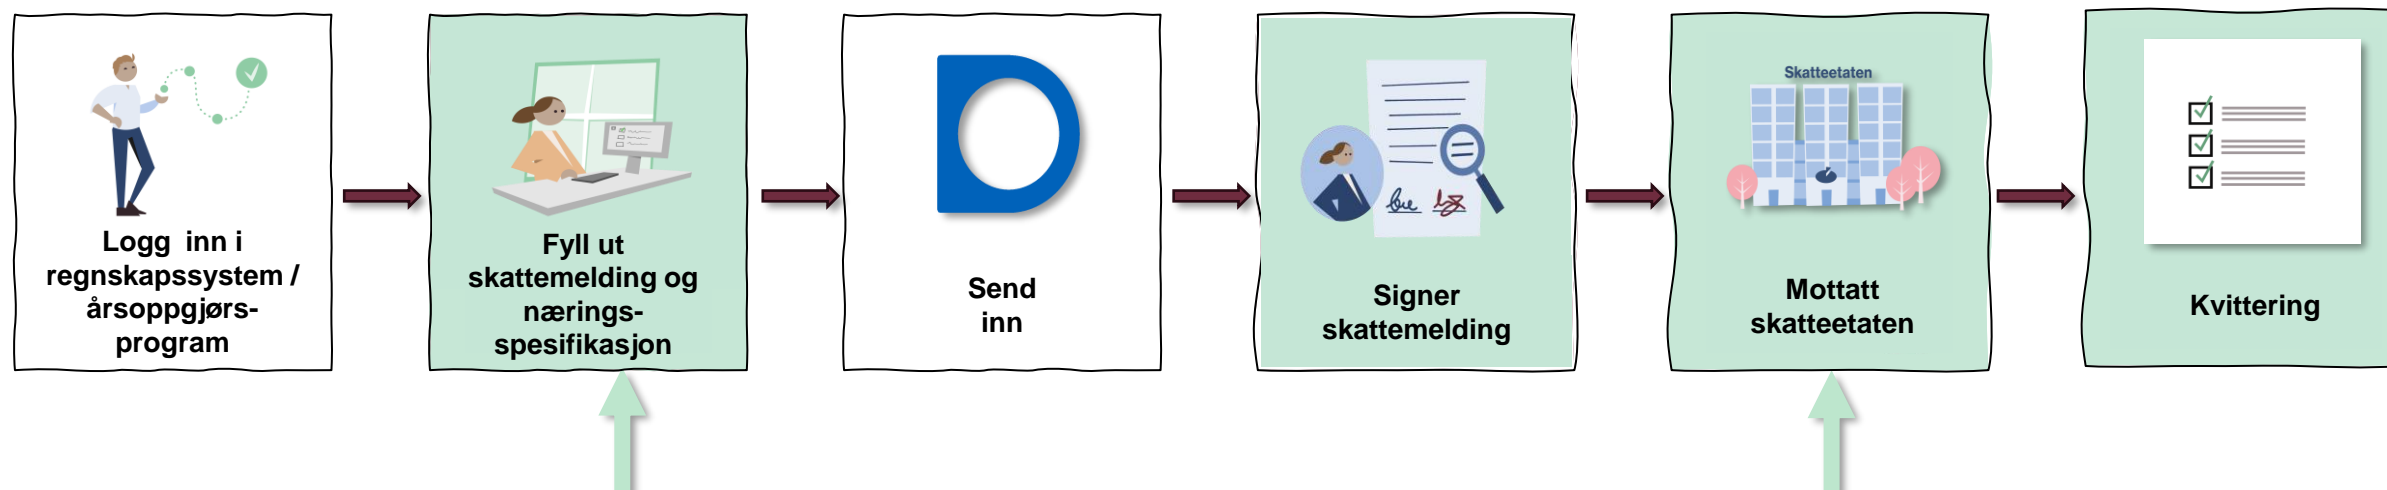 Logg  inn i
regnskapssystem /
årsoppgjørs-
program
Fyll ut
skattemelding og
nærings-
spesifikasjon
Send
inn
Signer
skattemelding
Skatteetaten
Mottatt
skatteetaten
Kvittering